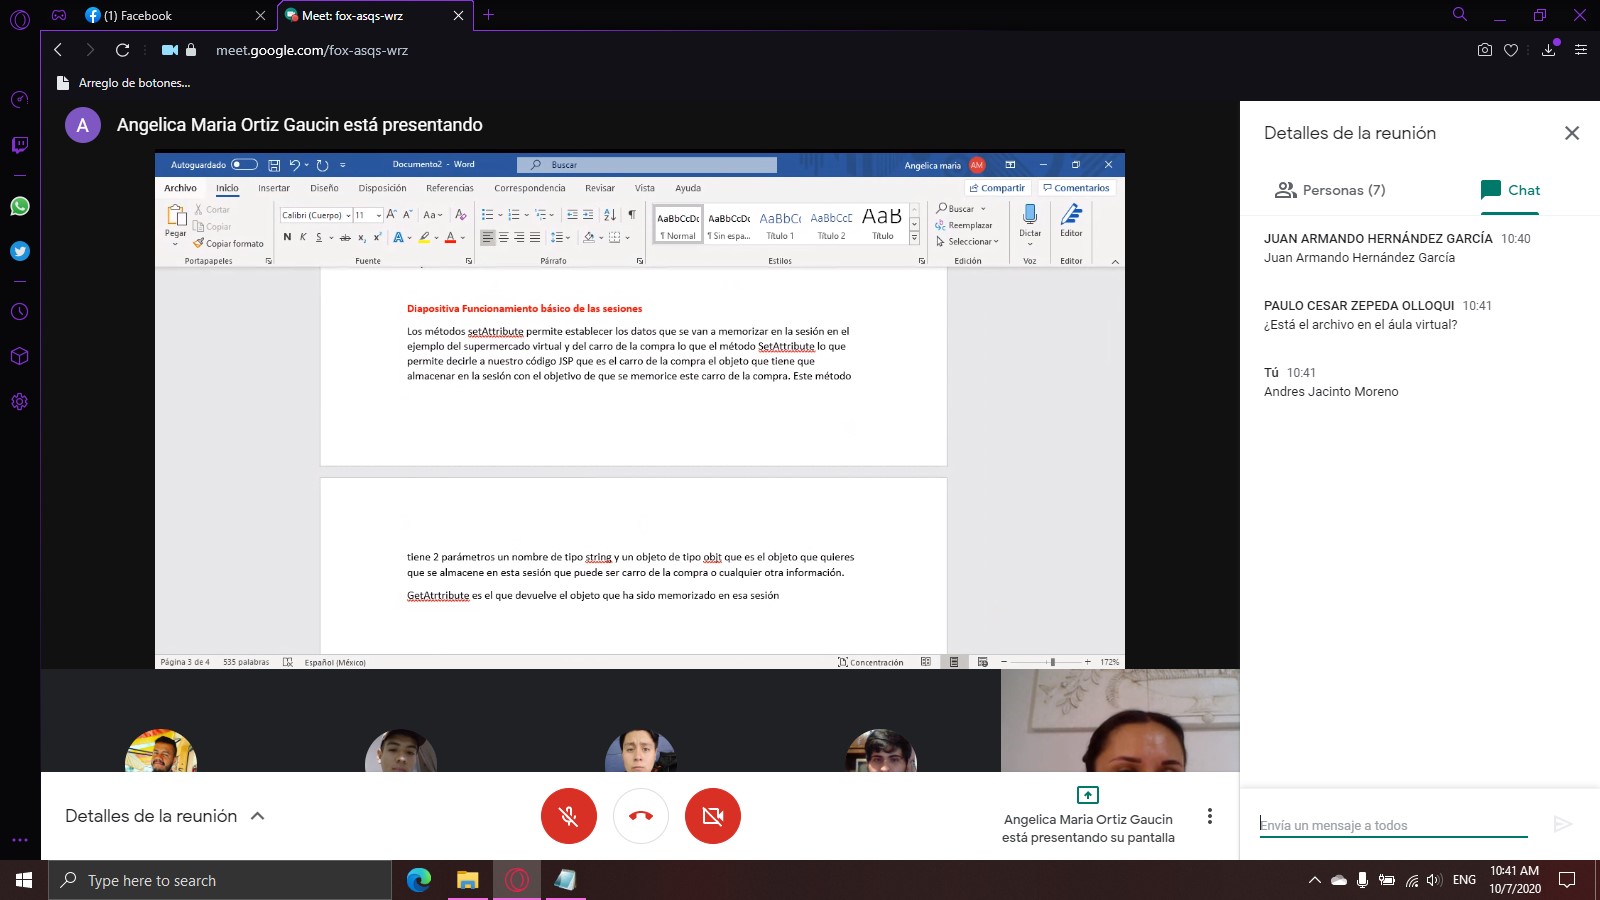 (1) Facebook
Meet: fox-asqs-wrz
meet.google.com/fox-asqs-wrz
Arreglo de botones...
A
Angelica Maria Ortiz Gaucin está presentando
Autoguardado
Documento2 - Word
Buscar
Angelica maria
AM
Archivo Inicio Insertar Diseño Disposición Referencias Correspondencia Revisar Vista Ayuda
Compartir
Comentarios
Pegar
Cortar
Copiar
Copiar formato
Portapapeles
Calibri (Cuerpo) 11
N K S
Fuente
Párrafo
AaBbCcDc AaBbCcDc AaBbCc AaBbCcE AaB
¶ Normal ¶ Sin espa... Título 1 Título 2 Título
Estilos
Buscar
Reemplazar
Seleccionar
Edición
Dictar
Voz
Editor
Editor
Diapositiva Funcionamiento básico de las sesiones
Los métodos setAttribute permite establecer los datos que se van a memorizar en la sesión en el
ejemplo del supermercado virtual y del carro de la compra lo que el método SetAttribute lo que
permite decirle a nuestro código JSP que es el carro de la compra el objeto que tiene que
almacenar en la sesión con el objetivo de que se memorice este carro de la compra. Este método
tiene 2 parámetros un nombre de tipo string y un objeto de tipo objt que es el objeto que quieres
que se almacene en esta sesión que puede ser carro de la compra o cualquier otra información.
GetAtrtribute es el que devuelve el objeto que ha sido memorizado en esa sesión
Página 3 de 4 535 palabras Español (México)
Concentración
172%
Detalles de la reunión
Personas (7)
Chat
JUAN ARMANDO HERNÁNDEZ GARCÍA 10:40
Juan Armando Hernández García
PAULO CESAR ZEPEDA OLLOQUI 10:41
¿Está el archivo en el áula virtual?
Tú 10:41
Andres Jacinto Moreno
Envía un mensaje a todos
Detalles de la reunión
Angelica Maria Ortiz Gaucin
está presentando su pantalla
Type here to search
ENG
10:41 AM
10/7/2020